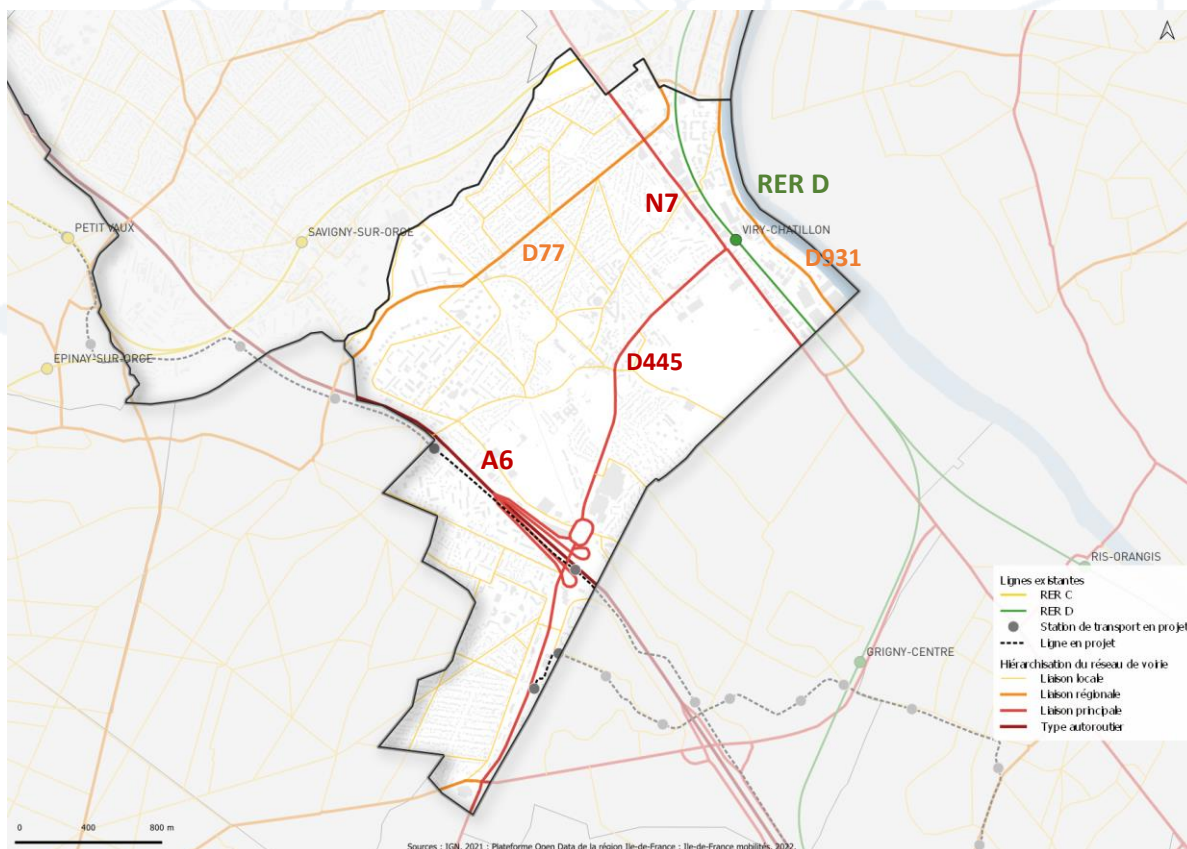 RER D
N7
PETIT VAUX
SAVIGNY-SUR-ORGE
VIRY-CHATILLON
D77
D931
EPINAY-SUR-ORGE
D445
A6
RIS-ORANGIS
GRIGNY-CENTRE
Lignes existantes
RER C
RER D
Station de transport en projet
Ligne en projet
Hiérarchisation du réseau de voirie
Liaison locale
Liaison régionale
Liaison principale
Type autoroutier
0 400 800 m
Sources : IGN, 2021 ; Plateforme Open Data de la région Ile-de-France ; Ile-de-France mobilités, 2022.